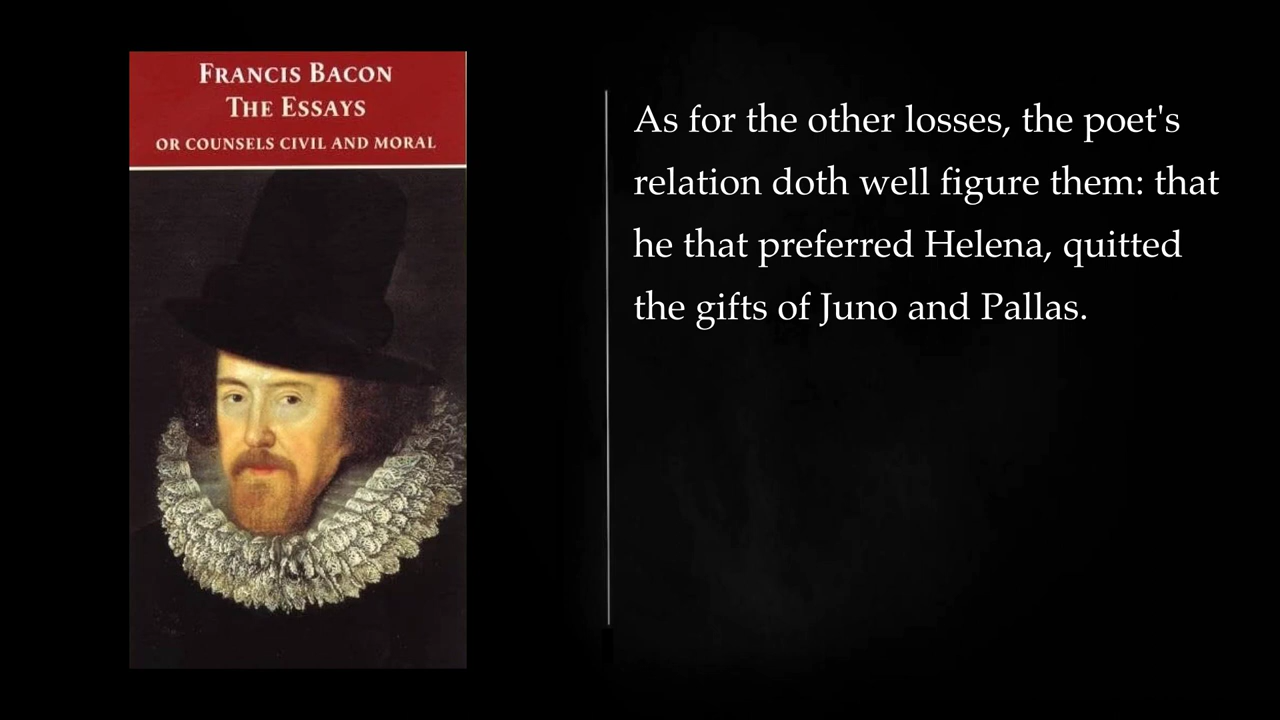 FRANCIS BACON
THE ESSAYS
OR COUNSELS CIVIL AND MORAL
As for the other losses, the poet's
relation doth well figure them: that
he that preferred Helena, quitted
the gifts of Juno and Pallas.